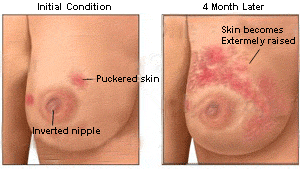 Initial Condition
4 Month Later
Puckered skin
Inverted nipple
Skin becomes
Extermely raised